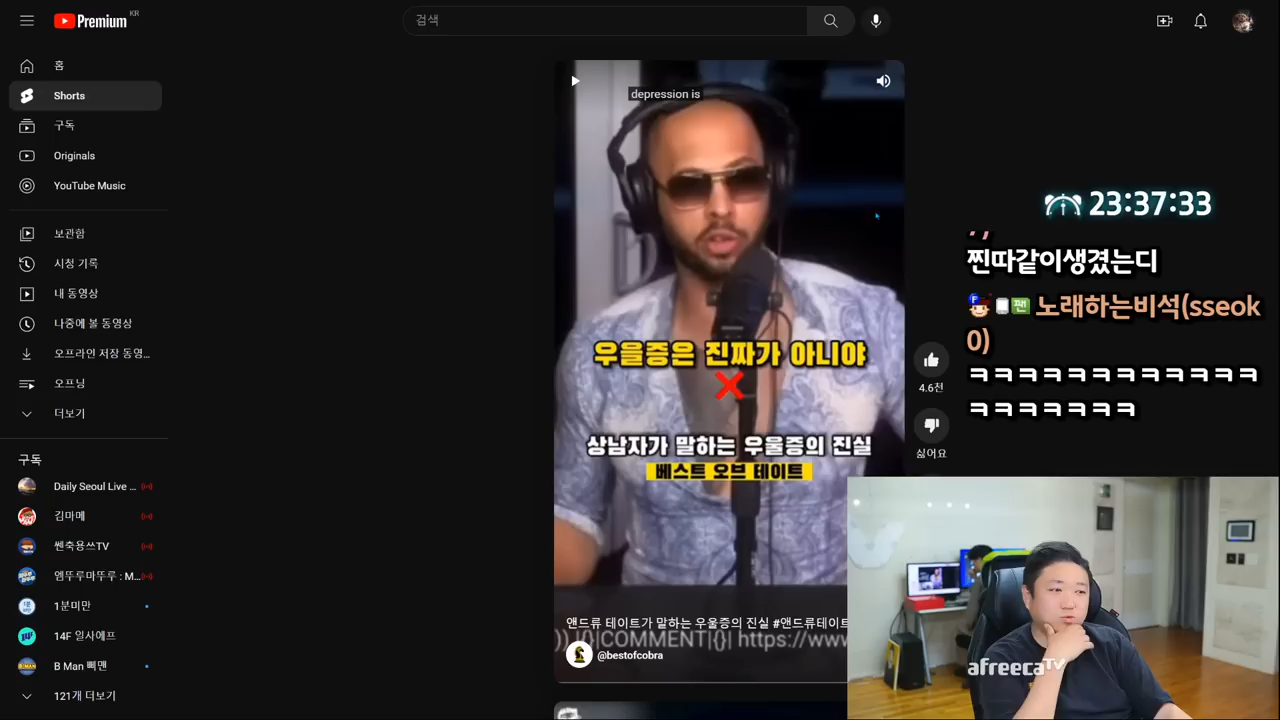 Premium
KR
검색
홈
Shorts
구독
Originals
YouTube Music
보관함
시청 기록
내 동영상
나중에 볼 동영상
오프라인 저장 동영...
오프닝
더보기
구독
Daily Seoul Live ...
김마메
쎈축용쓰TV
엠뚜루마뚜루 : M...
1분미만
14F 일사에프
B Man 삐맨
121개 더보기
depression is
우울증은 진짜가 아니야
상남자가 말하는 우울증의 진실
베스트 오브 테이트
앤드류 테이트가 말하는 우울증의 진실 #앤드류테이트
)) /0|COMMENT|{}| https://www
@bestofcobra
4.6천
싫어요
23:37:33
찐따같이생겼는디
팬 노래하는비석(sseok
0)
ㅋㅋㅋㅋㅋㅋㅋㅋㅋㅋㅋㅋ
ㅋㅋㅋㅋㅋㅋㅋ
afreecaTV